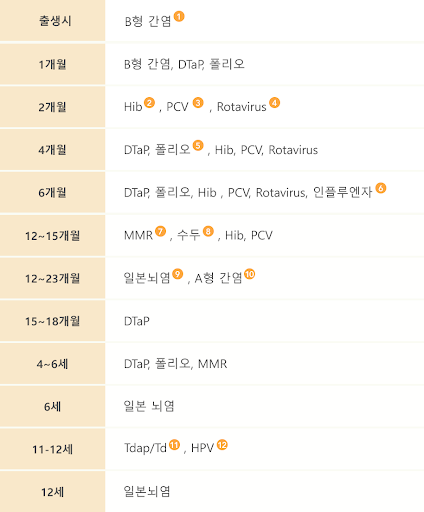 출생시 B형 간염 1
1개월 B형 간염, DTaP, 폴리오
2개월 Hib 2 , PCV 3 , Rotavirus 4
4개월 DTaP, 폴리오 5 , Hib, PCV, Rotavirus
6개월 DTaP, 폴리오, Hib , PCV, Rotavirus, 인플루엔자 6
12~15개월 MMR 7 , 수두 8 , Hib, PCV
12~23개월 일본뇌염 9 , A형 간염 10
15~18개월 DTaP
4~6세 DTaP, 폴리오, MMR
6세 일본 뇌염
11-12세 Tdap/Td 11 , HPV 12
12세 일본뇌염